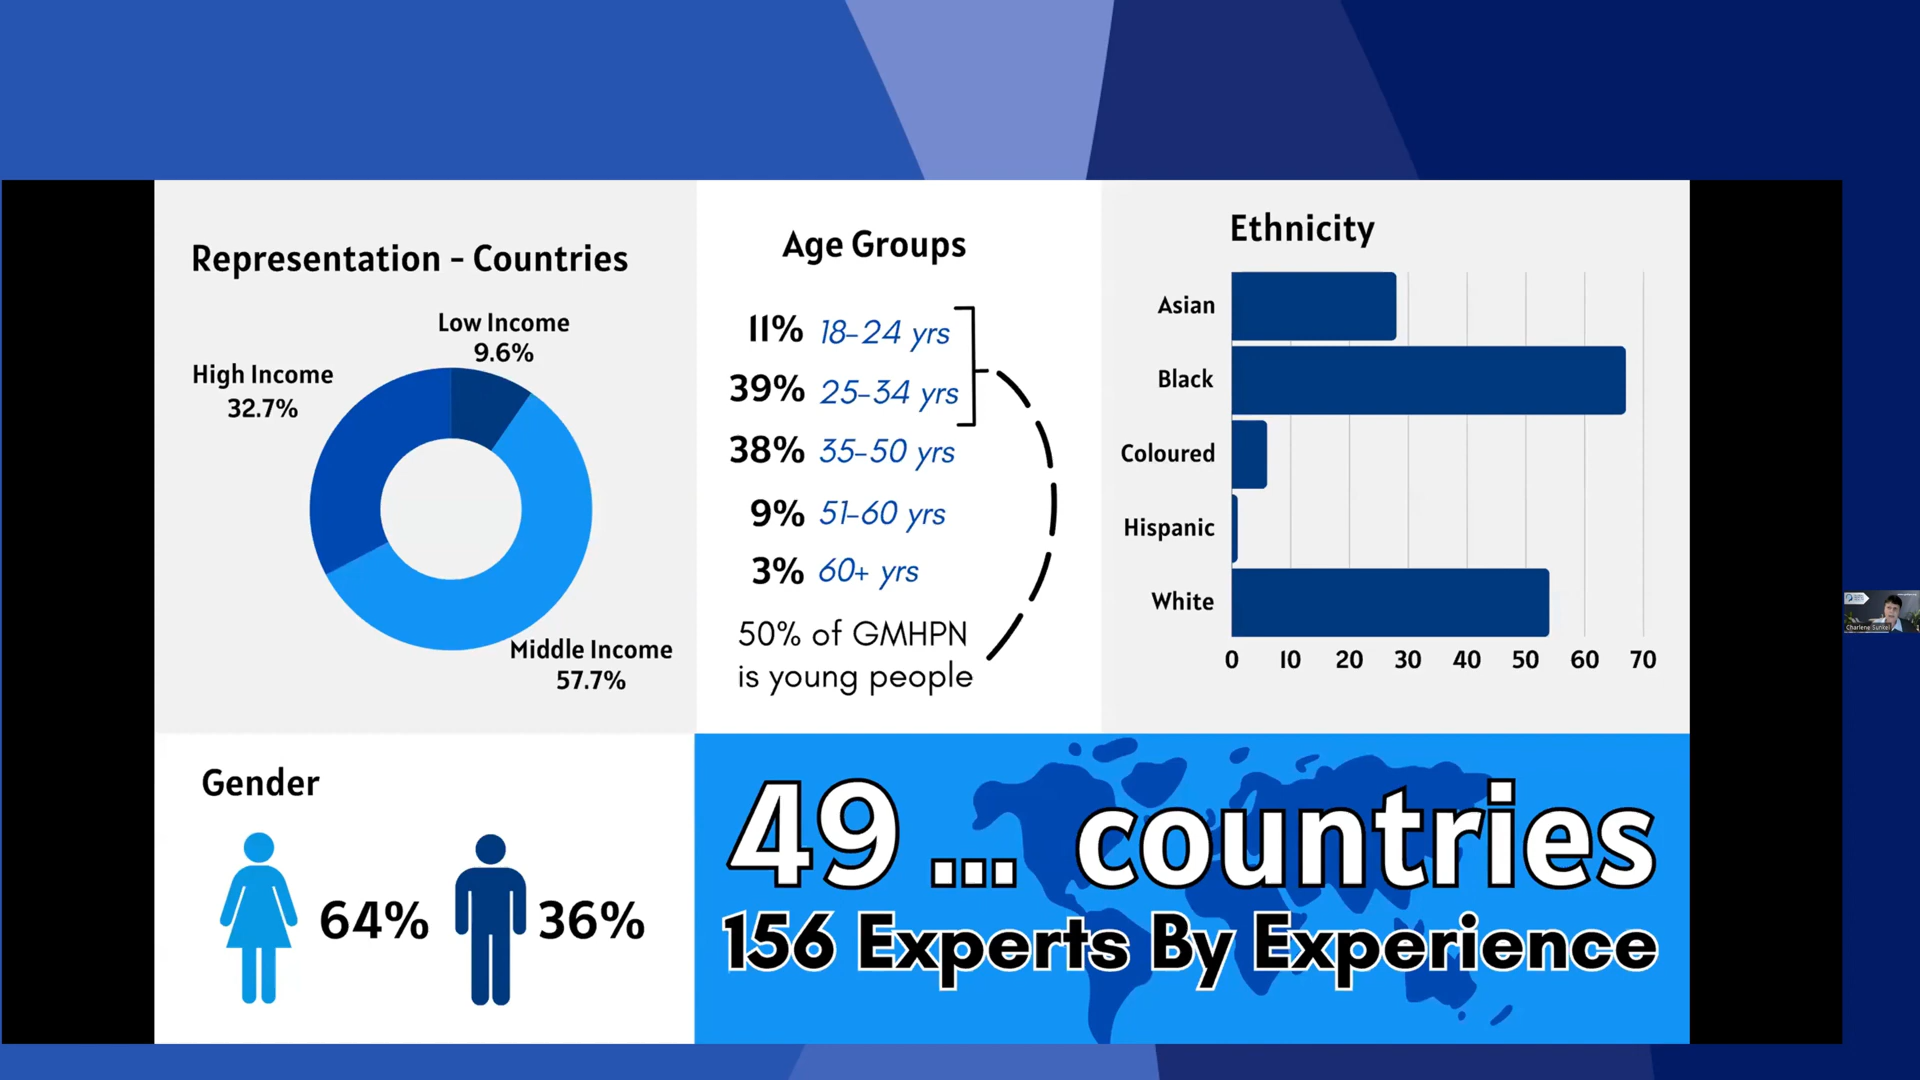 Representation - Countries
Low Income
9.6%
High Income
32.7%
Middle Income
57.7%
Age Groups
11% 18-24 yrs
39% 25-34 yrs
38% 35-50 yrs
9% 51-60 yrs
3% 60+ yrs
50% of GMHPN
is young people
Ethnicity
Asian
Black
Coloured
Hispanic
White
0 10 20 30 40 50 60 70
Gender
64% 36%
49 ... countries
156 Experts By Experience
Charlene Sunkel